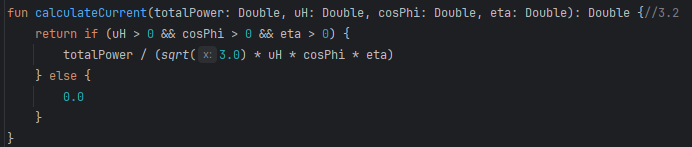 fun calculateCurrent(totalPower: Double, uH: Double, cosPhi: Double, eta: Double): Double {//3.2
    return if (uH > 0 && cosPhi > 0 && eta > 0) {
        totalPower / (sqrt( x: 3.0) * uH * cosPhi * eta)
    } else {
        0.0
    }
}